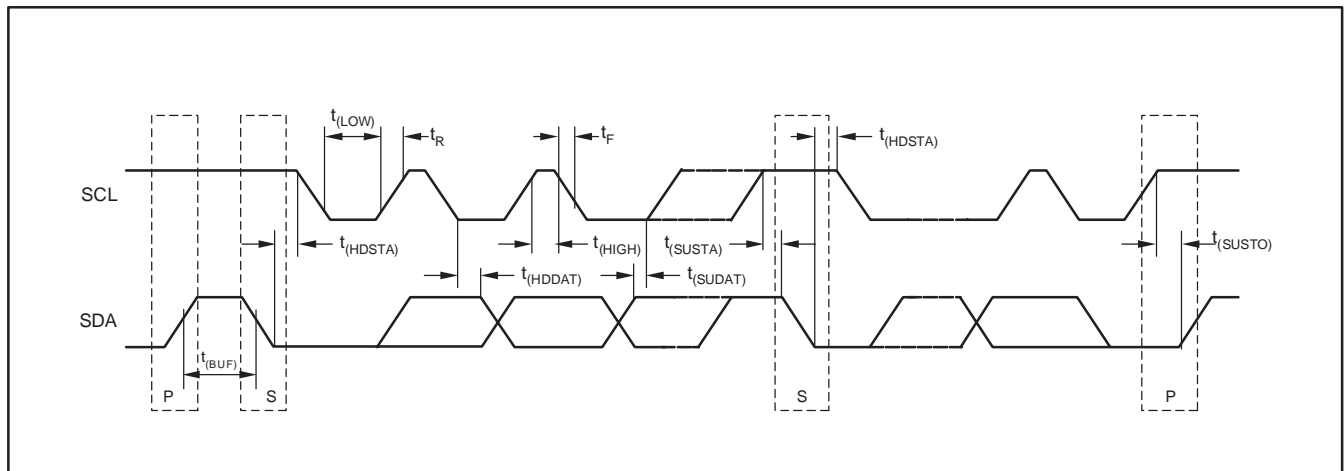 t(LOW)
tR
tF
t(HDSTA)
SCL
t(HDSTA)
t(HIGH)
t(SUSTA)
t(SUSTO)
t(HDDAT)
t(SUDAT)
SDA
t(BUF)
P
S
S
P